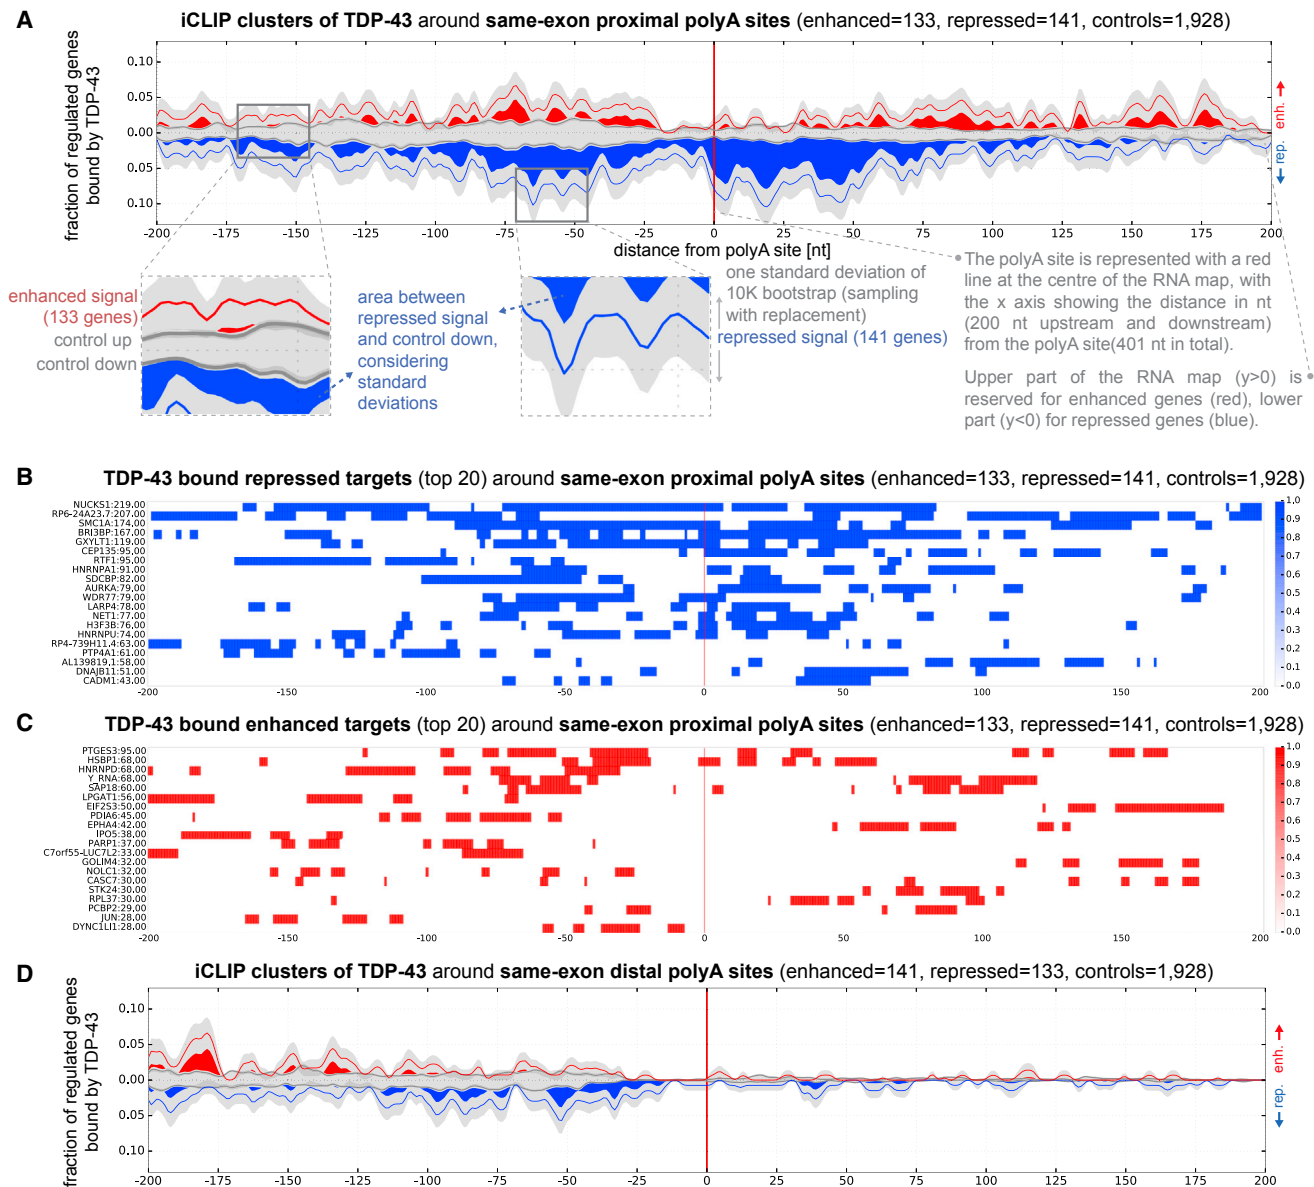 A
iCLIP clusters of TDP-43 around same-exon proximal polyA sites (enhanced=133, repressed=141, controls=1,928)
fraction of regulated genes
bound by TDP-43
0.10
0.05
0.00
0.05
0.10
enh.
rep.
-200 -175 -150 -125 -100 -75 -50 -25 0 25 50 75 100 125 150 175 200
distance from polyA site [nt]
enhanced signal
(133 genes)
control up
control down
area between
repressed signal
and control down,
considering
standard
deviations
one standard deviation of
10K bootstrap (sampling
with replacement)
repressed signal (141 genes)
The polyA site is represented with a red
line at the centre of the RNA map, with
the x axis showing the distance in nt
(200 nt upstream and downstream)
from the polyA site(401 nt in total).
Upper part of the RNA map (y>0) is
reserved for enhanced genes (red), lower
part (y<0) for repressed genes (blue).
B
TDP-43 bound repressed targets (top 20) around same-exon proximal polyA sites (enhanced=133, repressed=141, controls=1,928)
NUCKS1:219.00
RP6-24A23.7:207.00
SMC1A:174.00
BRI3BP:167.00
GXYLT1:119.00
CEP135:95.00
RTF1:95.00
HNRNPA1:91.00
SDCBP:82.00
AURKA:79.00
WDR77:79.00
LARP4:78.00
NET1:77.00
H3F3B:76.00
HNRNPU:74.00
RP4-739H11.4:63.00
PTP4A1:61.00
AL139819.1:58.00
DNAJB11:51.00
CADM1:43.00
-200 -150 -100 -50 0 50 100 150 200
1.0
0.9
0.8
0.7
0.6
0.5
0.4
0.3
0.2
0.1
0.0
C
TDP-43 bound enhanced targets (top 20) around same-exon proximal polyA sites (enhanced=133, repressed=141, controls=1,928)
PTGES3:95.00
HSBP1:68.00
HNRNPD:68.00
Y_RNA:68.00
SAP18:60.00
LPGAT1:56.00
EIF2S3:50.00
PDIA6:45.00
EPHA4:42.00
IPO5:38.00
PARP1:37.00
C7orf55-LUC7L2:33.00
GOLIM4:32.00
NOLC1:32.00
CASC7:30.00
STK24:30.00
RPL37:30.00
PCBP2:29.00
JUN:28.00
DYNC1LI1:28.00
-200 -150 -100 -50 0 50 100 150 200
1.0
0.9
0.8
0.7
0.6
0.5
0.4
0.3
0.2
0.1
0.0
D
iCLIP clusters of TDP-43 around same-exon distal polyA sites (enhanced=141, repressed=133, controls=1,928)
fraction of regulated genes
bound by TDP-43
0.10
0.05
0.00
0.05
0.10
enh.
rep.
-200 -175 -150 -125 -100 -75 -50 -25 0 25 50 75 100 125 150 175 200